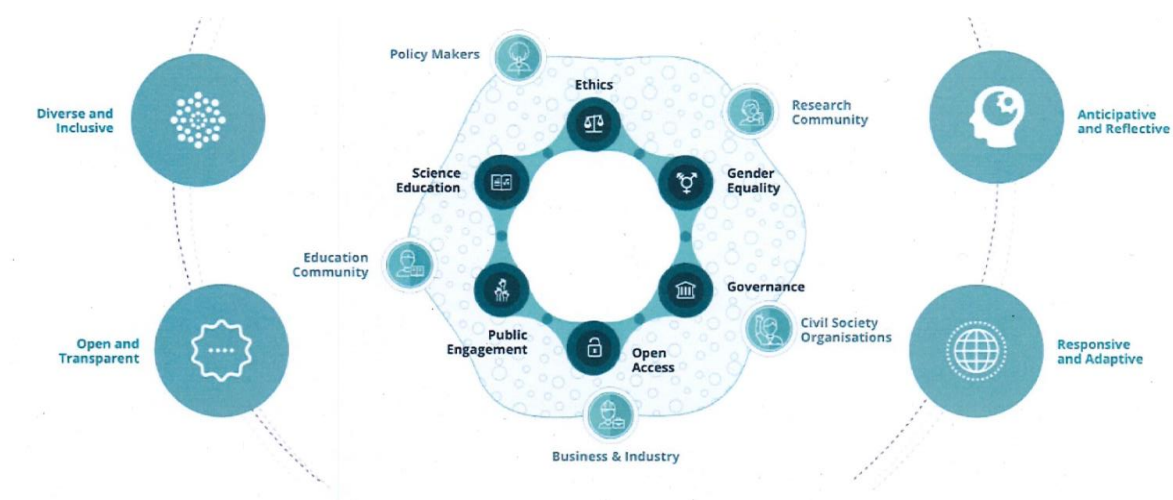 Policy Makers
Ethics
Research
Community
Diverse and
Inclusive
Anticipative
and Reflective
Science
Education
Gender
Equality
Education
Community
Governance
Public
Engagement
Open
Access
Civil Society
Organisations
Open and
Transparent
Responsive
and Adaptive
Business & Industry